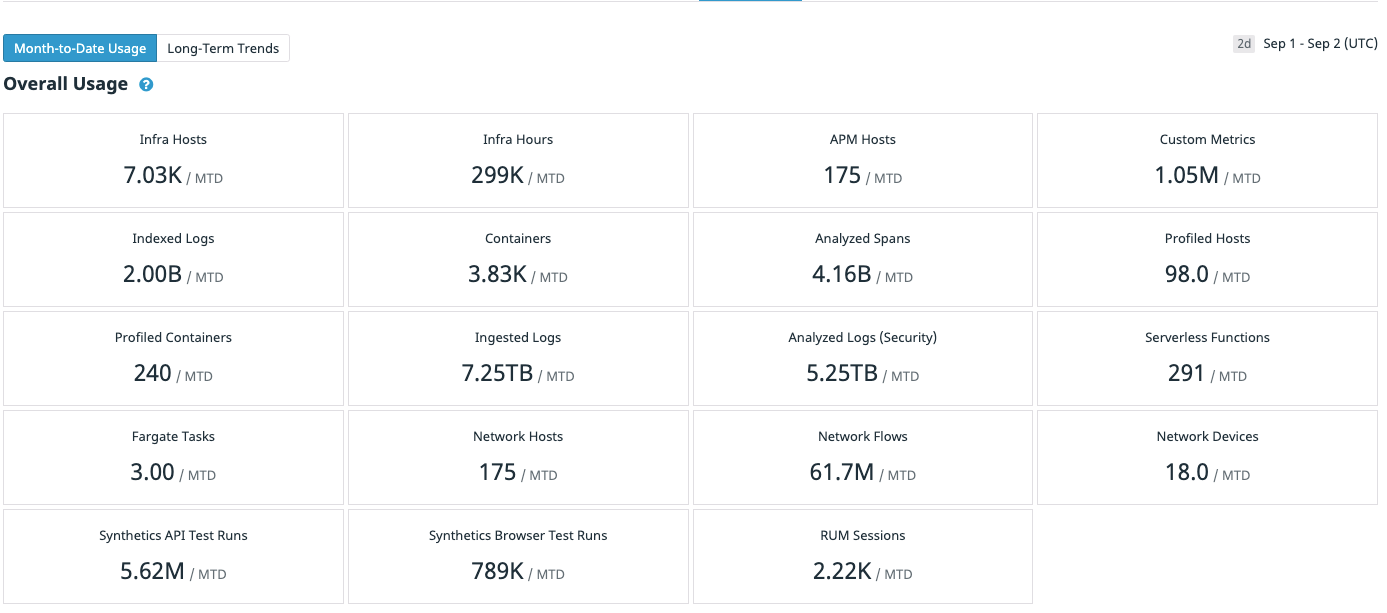 Month-to-Date Usage Long-Term Trends 2d Sep 1 - Sep 2 (UTC)
Overall Usage ?
Infra Hosts Infra Hours APM Hosts Custom Metrics
7.03K / MTD 299K / MTD 175 / MTD 1.05M / MTD
Indexed Logs Containers Analyzed Spans Profiled Hosts
2.00B / MTD 3.83K / MTD 4.16B / MTD 98.0 / MTD
Profiled Containers Ingested Logs Analyzed Logs (Security) Serverless Functions
240 / MTD 7.25TB / MTD 5.25TB / MTD 291 / MTD
Fargate Tasks Network Hosts Network Flows Network Devices
3.00 / MTD 175 / MTD 61.7M / MTD 18.0 / MTD
Synthetics API Test Runs Synthetics Browser Test Runs RUM Sessions
5.62M / MTD 789K / MTD 2.22K / MTD